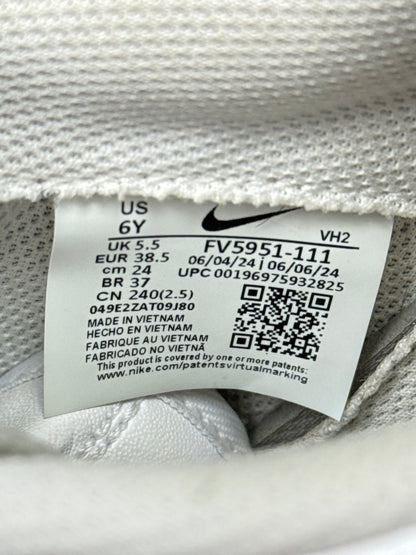 US
6Y
VH2
UK 5.5 FV5951-111
EUR 38.5 06/04/24 | 06/06/24
cm 24 UPC 00196975932825
BR 37
CN 240(2.5)
049E2ZAT09J80
MADE IN VIETNAM
HECHO EN VIETNAM
FABRIQUE AU VIETNAM
FABRICADO NO VIETNÃ
This product is covered by one or more patents.
www.nike.com/patentsvirtualmarking